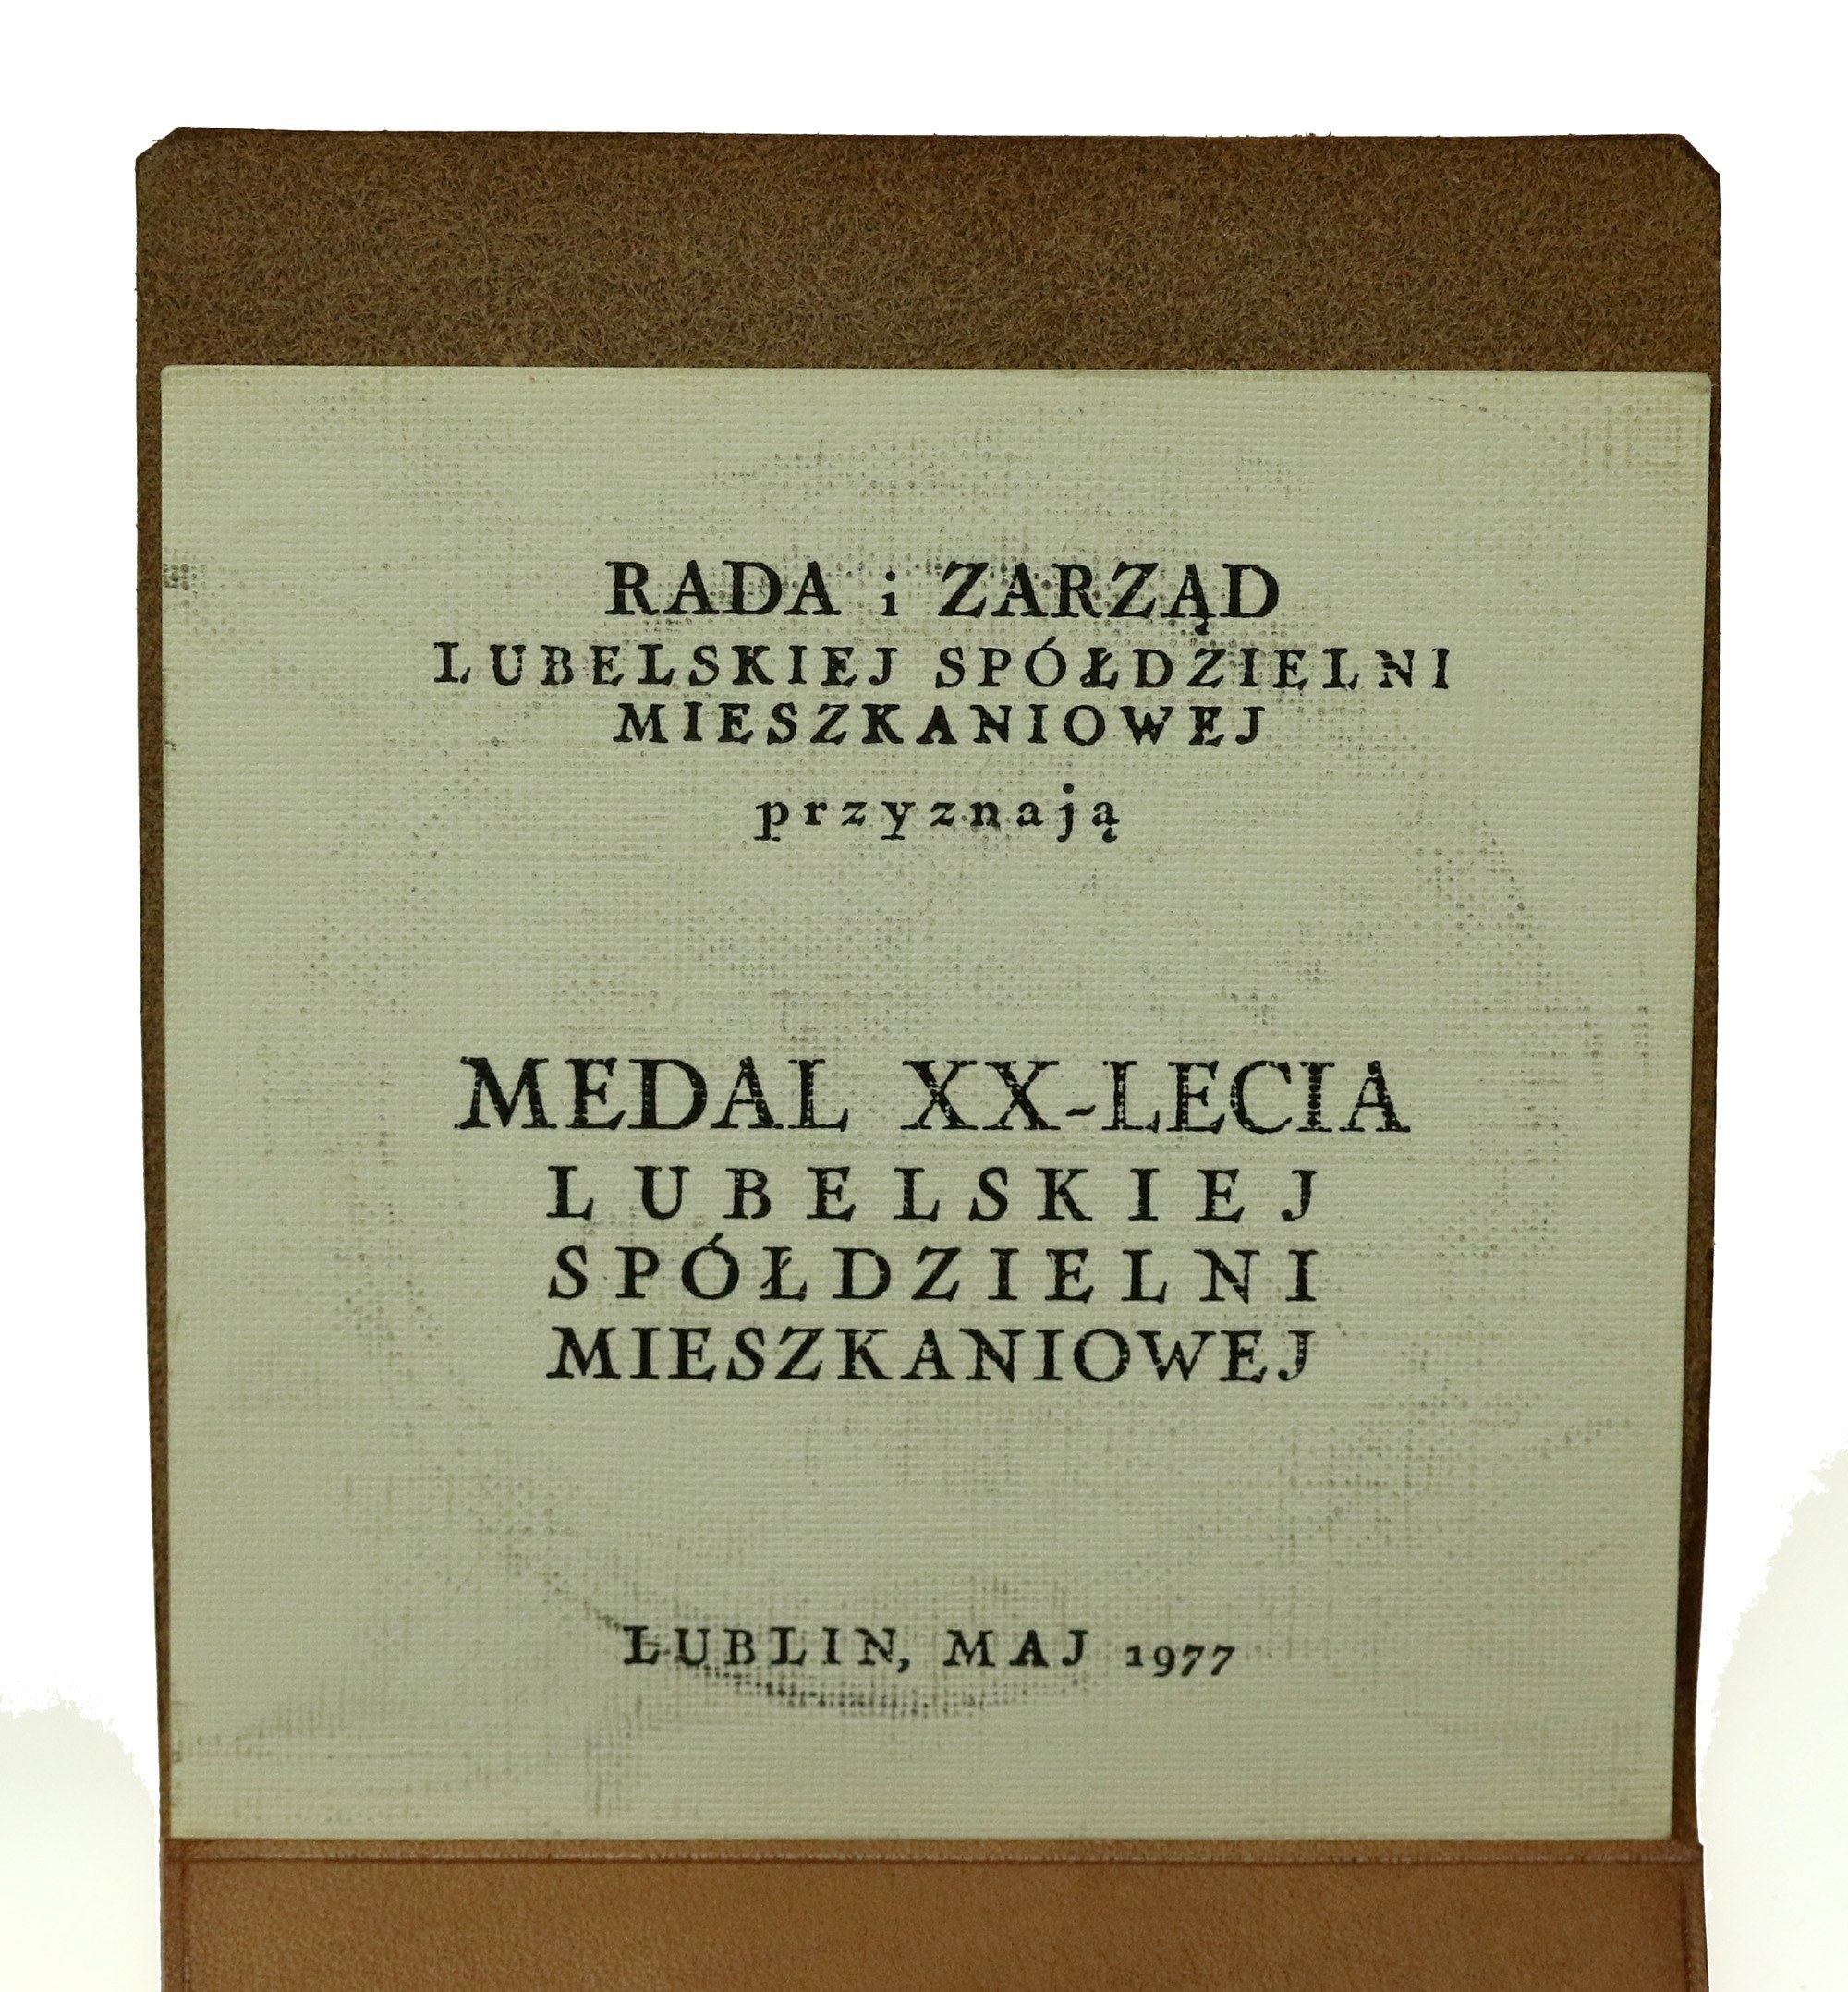 RADA i ZARZĄD
LUBELSKIEJ SPÓŁDZIELNI
MIESZKANIOWEJ
przyznają
MEDAL XX-LECIA
LUBELSKIEJ
SPÓŁDZIELNI
MIESZKANIOWEJ
LUBLIN, MAJ 1977